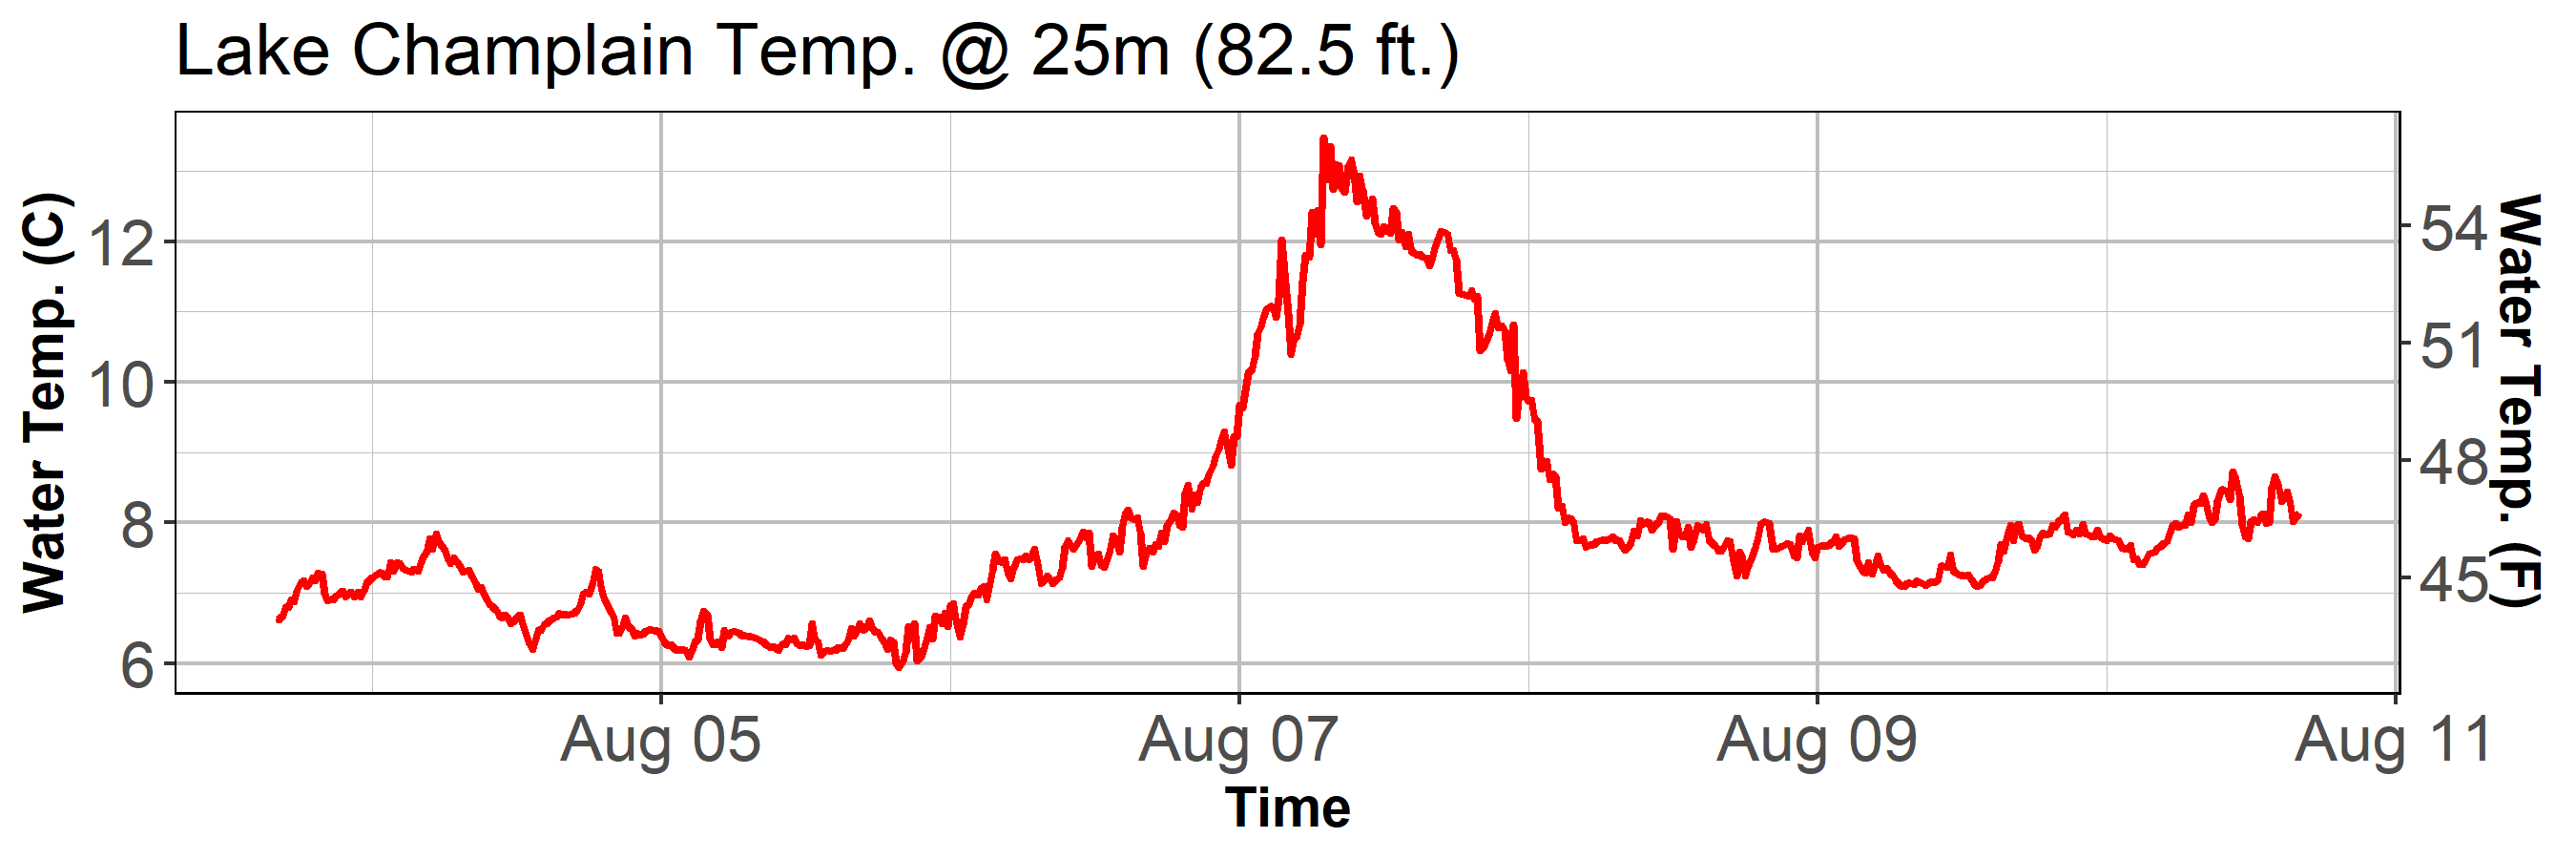 Lake Champlain Temp. @ 25m (82.5 ft.)
Water Temp. (C)
12
10
8
6
54
51
48
45
Water Temp. (F)
Aug 05
Aug 07
Aug 09
Aug 11
Time